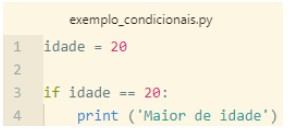 exemplo_condicionais.py
1 idade = 20
2
3 if idade == 20:
4     print ('Maior de idade')